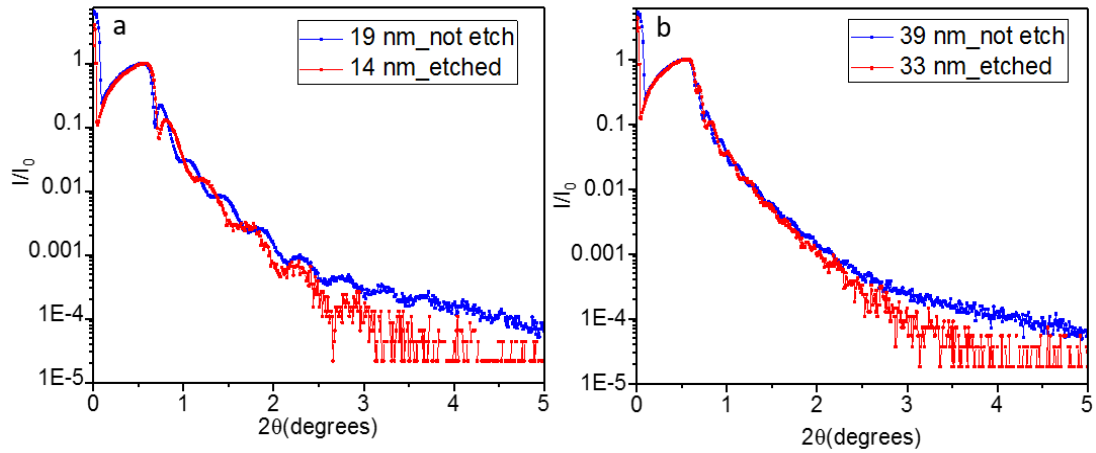 a
19 nm_not etch
14 nm_etched
I/I0
1
0.1
0.01
0.001
1E-4
1E-5
0 1 2 3 4 5
2θ(degrees)
b
39 nm_not etch
33 nm_etched
I/I0
1
0.1
0.01
0.001
1E-4
1E-5
0 1 2 3 4 5
2θ(degrees)